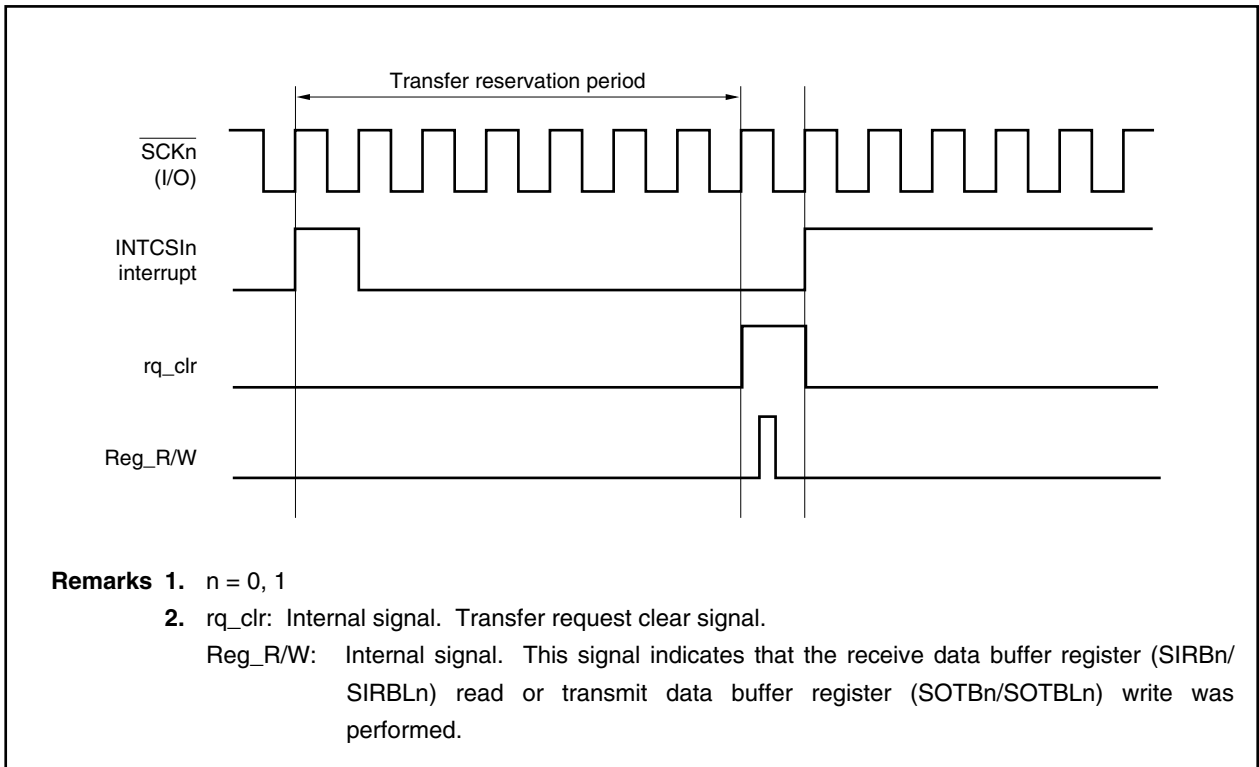 Transfer reservation period
SCKn
(I/O)
INTCSIn
interrupt
rq_clr
Reg_R/W
Remarks 1. n = 0, 1
2. rq_clr: Internal signal. Transfer request clear signal.
Reg_R/W: Internal signal. This signal indicates that the receive data buffer register (SIRBn/
SIRBLn) read or transmit data buffer register (SOTBn/SOTBLn) write was
performed.